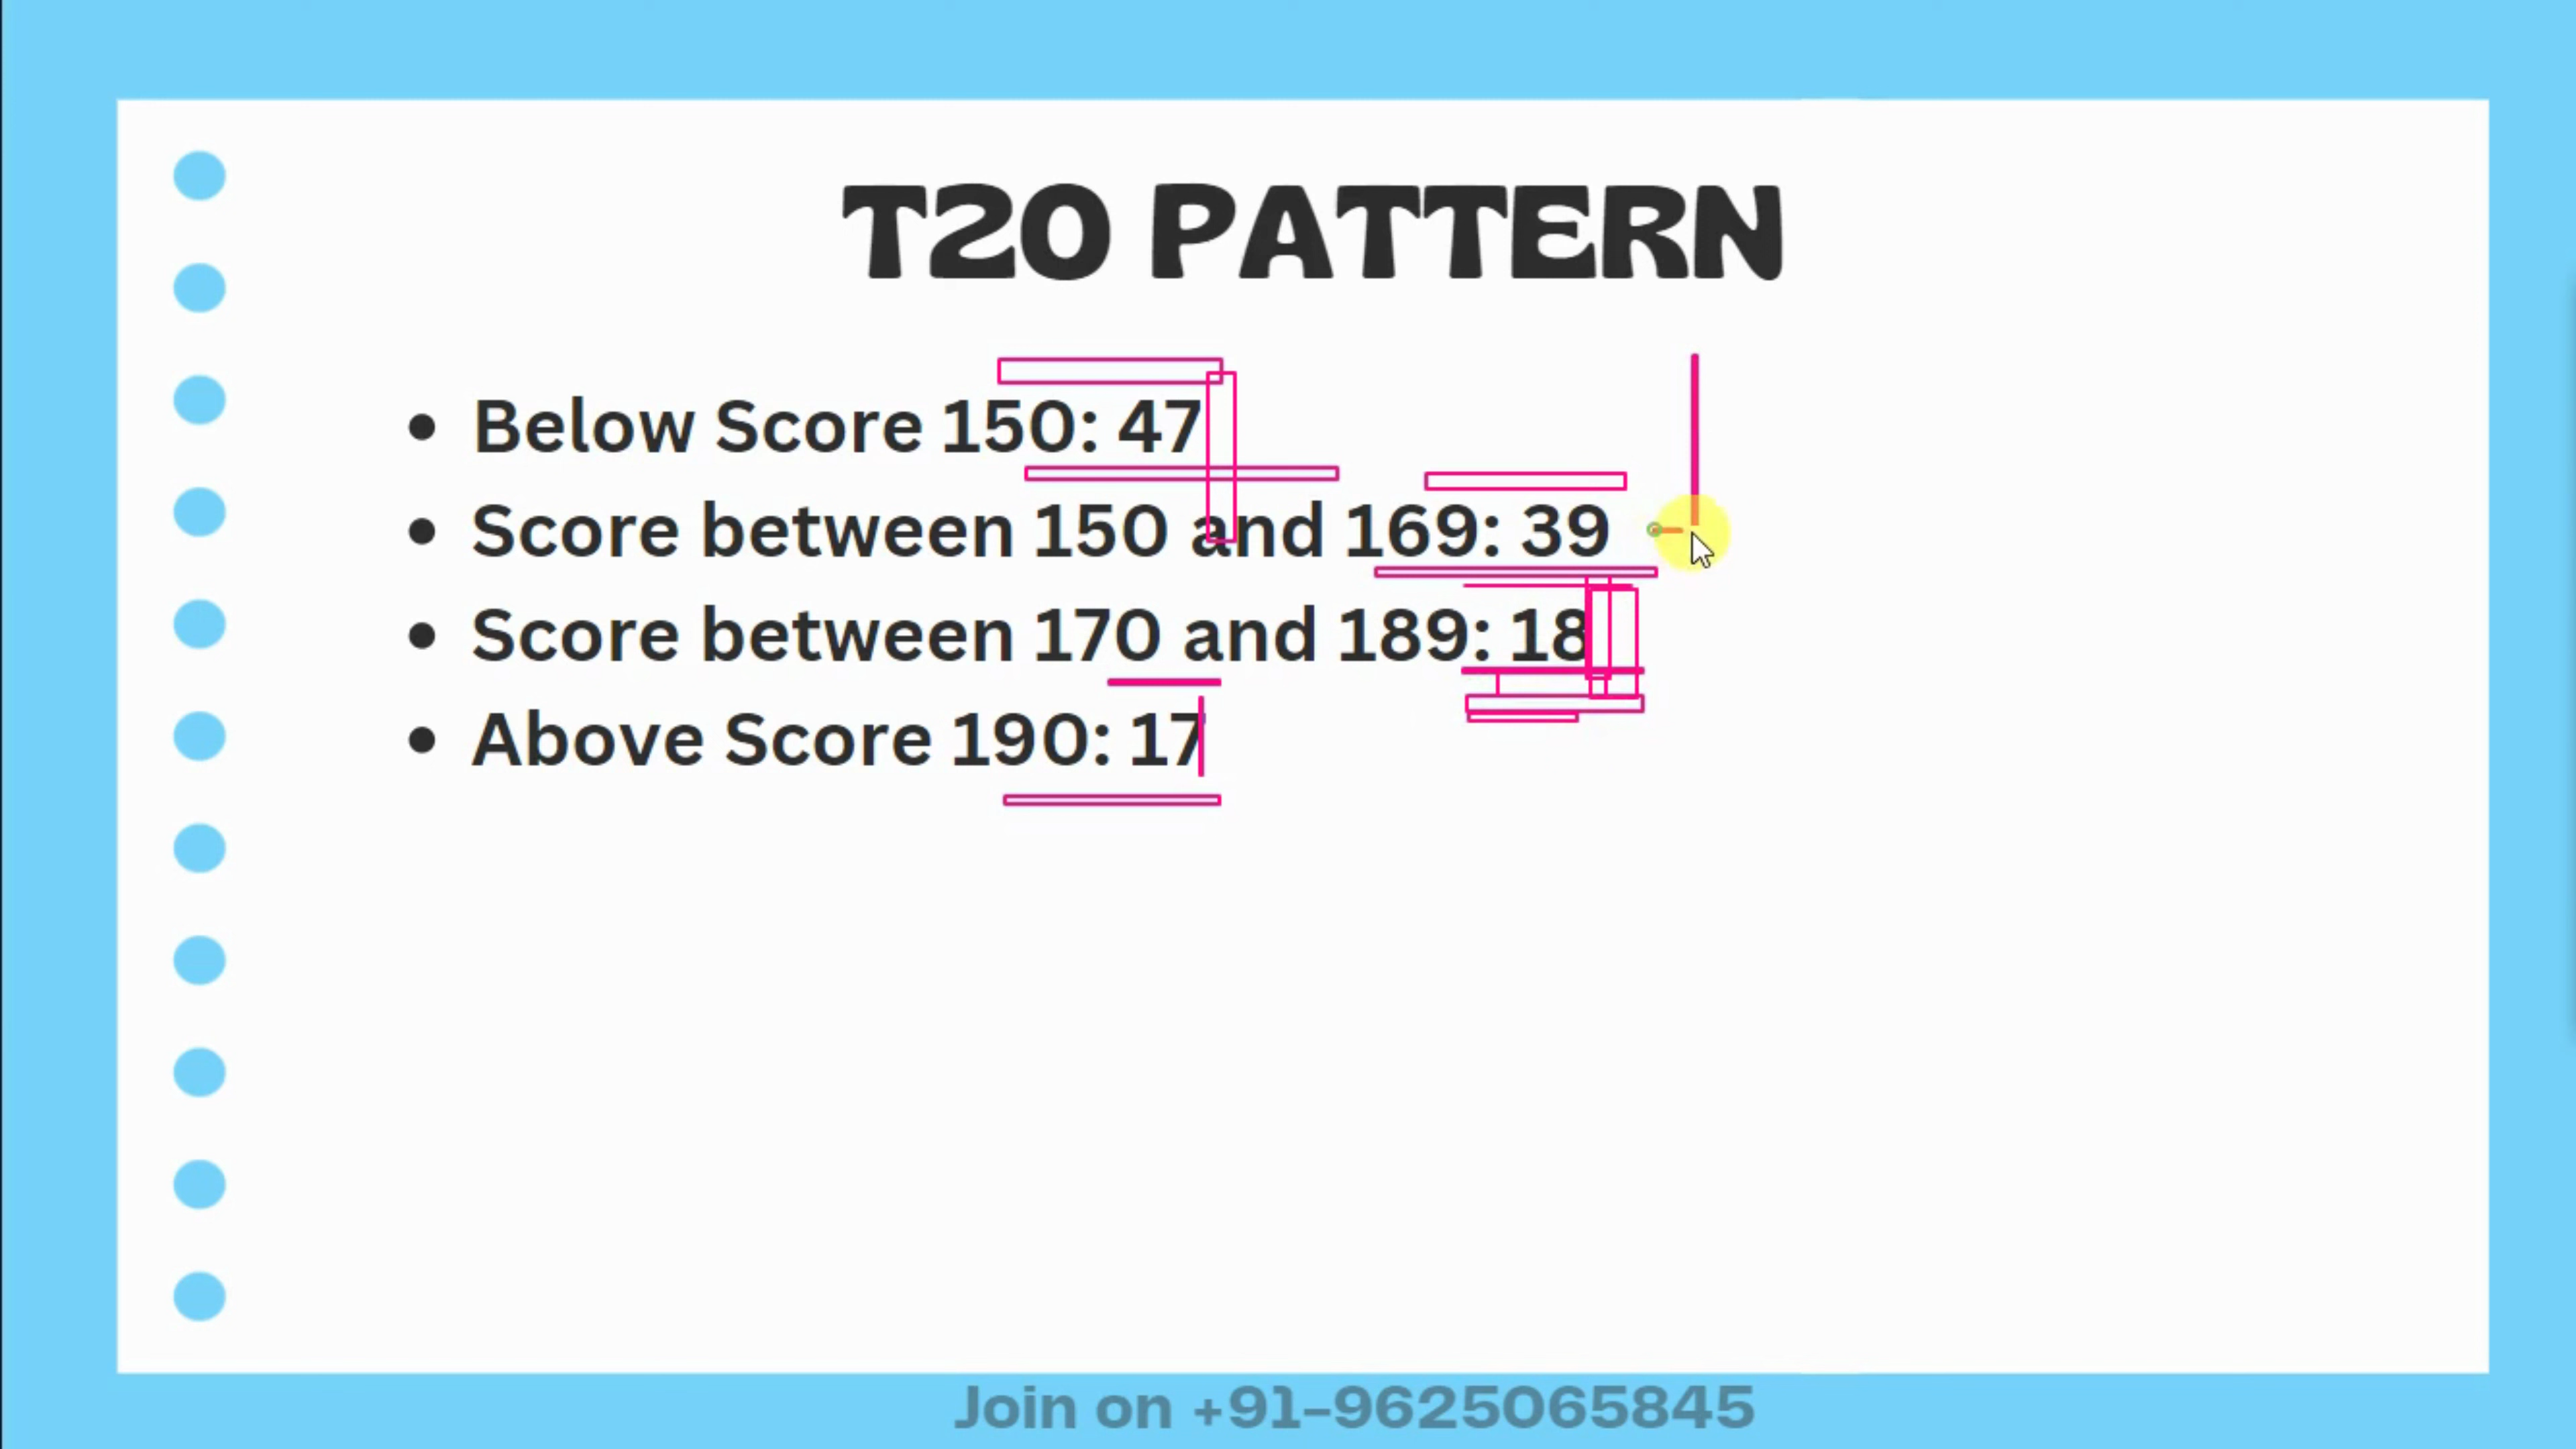 T20 PATTERN
• Below Score 150: 47
• Score between 150 and 169: 39
• Score between 170 and 189: 18
• Above Score 190: 17
Join on +91-9625065845